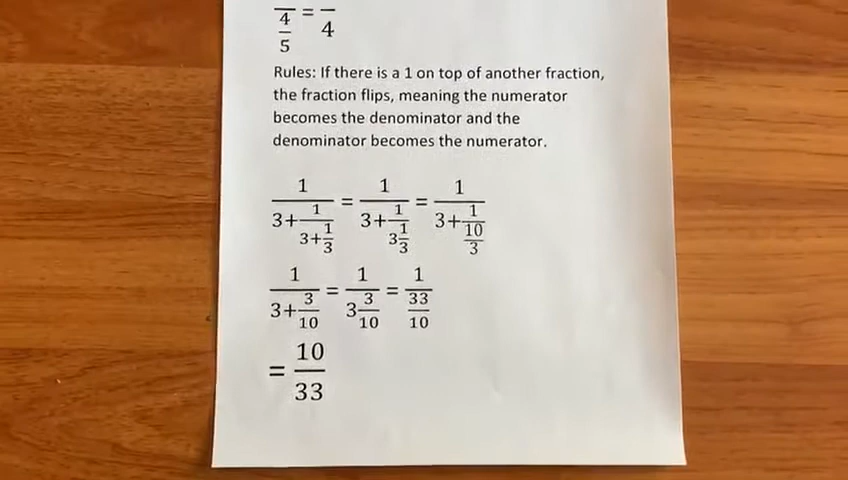 4/5 = /4
Rules: If there is a 1 on top of another fraction,
the fraction flips, meaning the numerator
becomes the denominator and the
denominator becomes the numerator.
1/(3+1/(3+1/3)) = 1/(3+1/(3 1/3)) = 1/(3+1/(10/3))
1/(3+3/10) = 1/(3 3/10) = 1/(33/10)
= 10/33